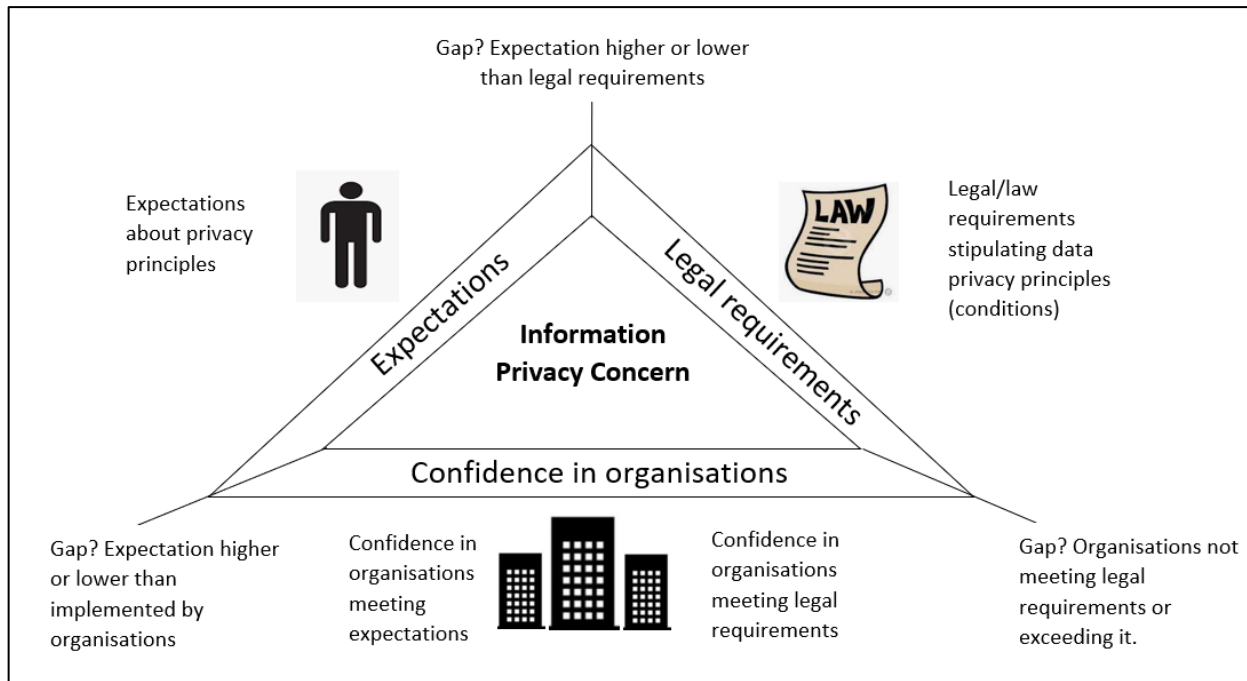 Gap? Expectation higher or lower
than legal requirements
Expectations
about privacy
principles
LAW
Legal/law
requirements
stipulating data
privacy principles
(conditions)
Expectations
Legal requirements
Information
Privacy Concern
Confidence in organisations
Gap? Expectation higher
or lower than
implemented by
organisations
Confidence in
organisations
meeting
expectations
Confidence in
organisations
meeting legal
requirements
Gap? Organisations not
meeting legal
requirements or
exceeding it.